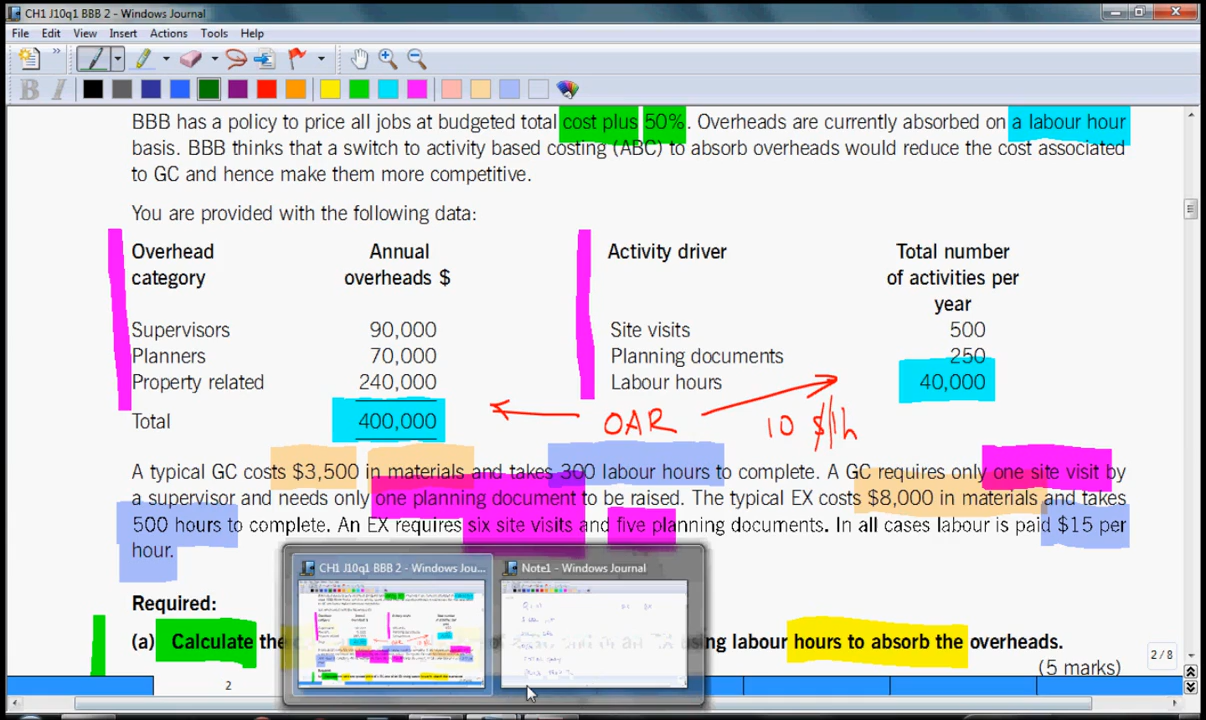 CH1 J10q1 BBB 2 - Windows Journal
File Edit View Insert Actions Tools Help
B I
BBB has a policy to price all jobs at budgeted total cost plus 50%. Overheads are currently absorbed on a labour hour
basis. BBB thinks that a switch to activity based costing (ABC) to absorb overheads would reduce the cost associated
to GC and hence make them more competitive.
You are provided with the following data:
Overhead Annual Activity driver Total number
category overheads $ of activities per
year
Supervisors 90,000 Site visits 500
Planners 70,000 Planning documents 250
Property related 240,000 Labour hours 40,000
Total 400,000 OAR 10 $/lh
A typical GC costs $3,500 in materials and takes 300 labour hours to complete. A GC requires only one site visit by
a supervisor and needs only one planning document to be raised. The typical EX costs $8,000 in materials and takes
500 hours to complete. An EX requires six site visits and five planning documents. In all cases labour is paid $15 per
hour.
CH1 J10q1 BBB 2 - Windows Jou... Note1 - Windows Journal
Required:
(a) Calculate the using labour hours to absorb the overheads.
(5 marks)
2 / 8
2